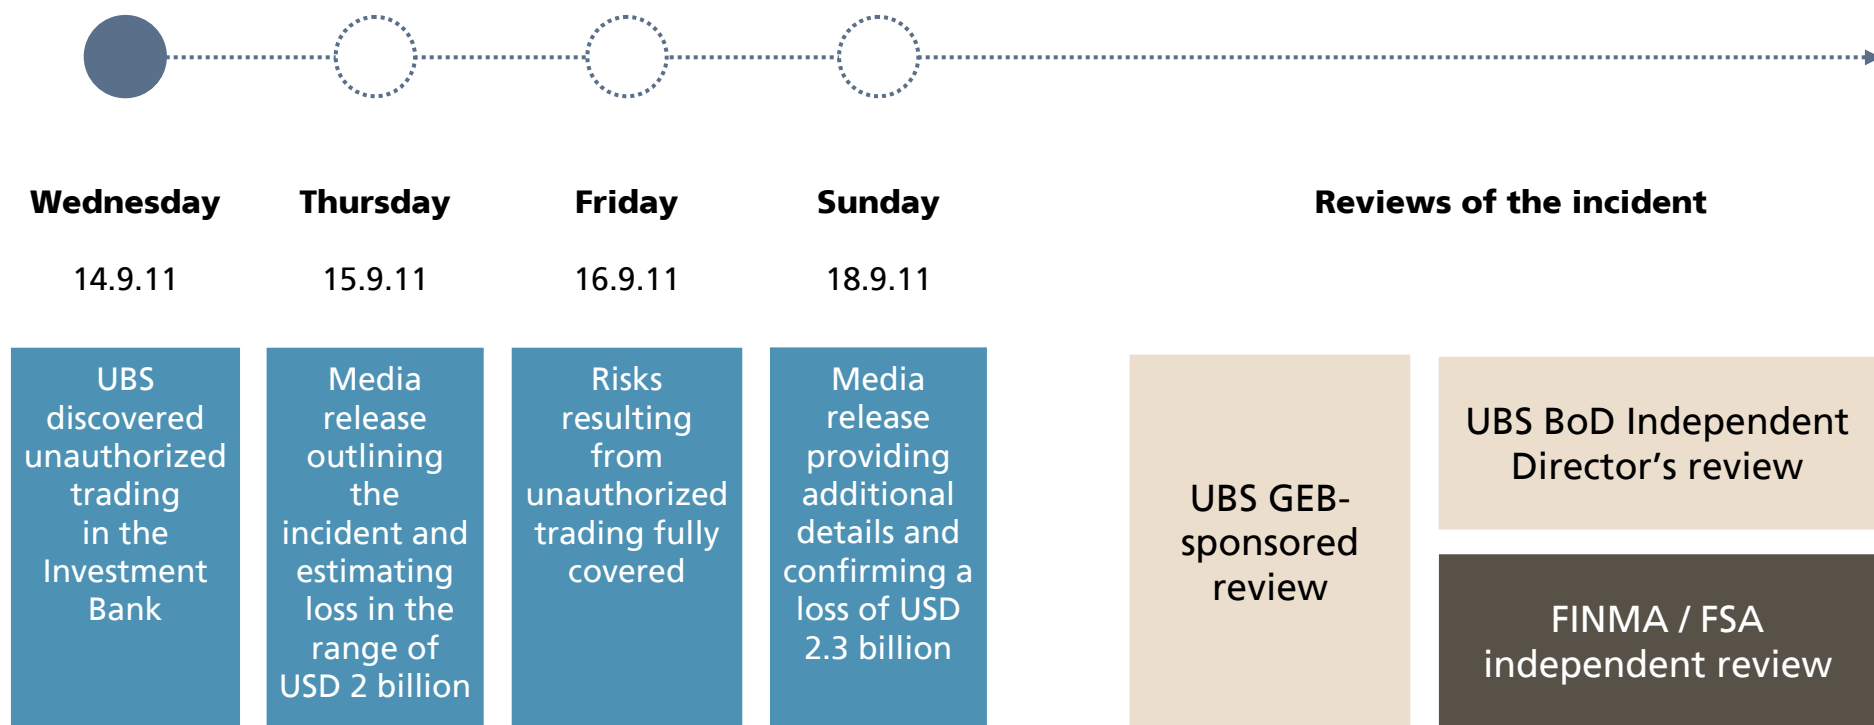 Wednesday
14.9.11
UBS
discovered
unauthorized
trading
in the
Investment
Bank
Thursday
15.9.11
Media
release
outlining
the
incident and
estimating
loss in the
range of
USD 2 billion
Friday
16.9.11
Risks
resulting
from
unauthorized
trading fully
covered
Sunday
18.9.11
Media
release
providing
additional
details and
confirming a
loss of USD
2.3 billion
Reviews of the incident
UBS GEB-
sponsored
review
UBS BoD Independent
Director’s review
FINMA / FSA
independent review